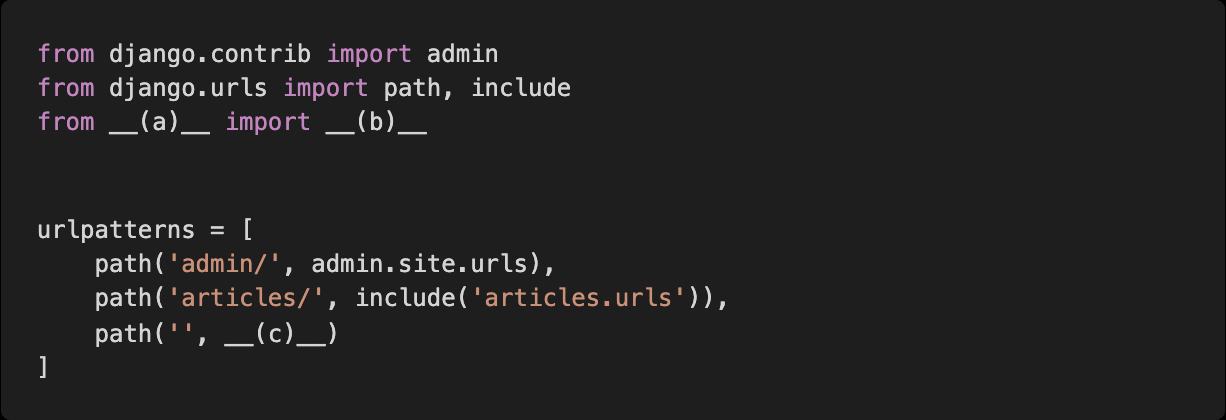 from django.contrib import admin
from django.urls import path, include
from __(a)__ import __(b)__
urlpatterns = [
    path('admin/', admin.site.urls),
    path('articles/', include('articles.urls')),
    path('', __(c)__)
]